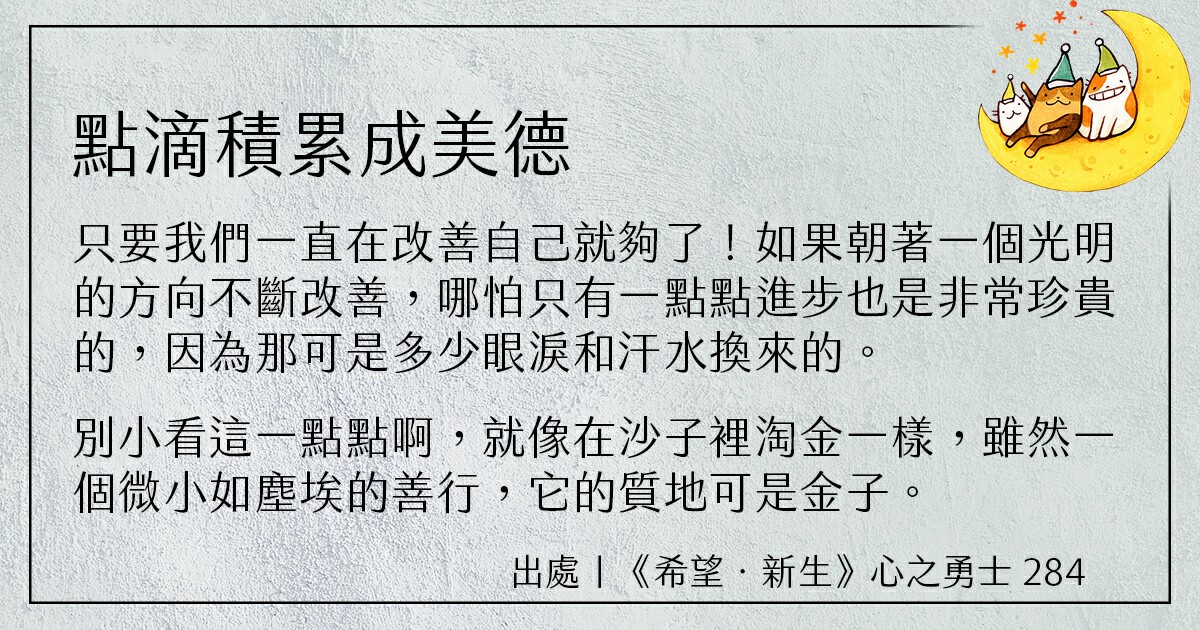 點滴積累成美德
只要我們一直在改善自己就夠了！如果朝著一個光明
的方向不斷改善，哪怕只有一點點進步也是非常珍貴
的，因為那可是多少眼淚和汗水換來的。
別小看這一點點啊，就像在沙子裡淘金一樣，雖然一
個微小如塵埃的善行，它的質地可是金子。
出處｜《希望．新生》心之勇士 284